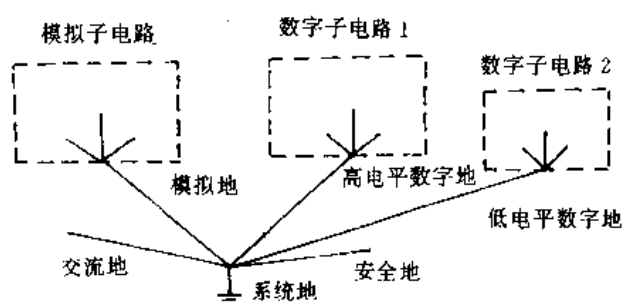 模拟子电路
数字子电路1
数字子电路2
模拟地
高电平数字地
低电平数字地
交流地
安全地
系统地